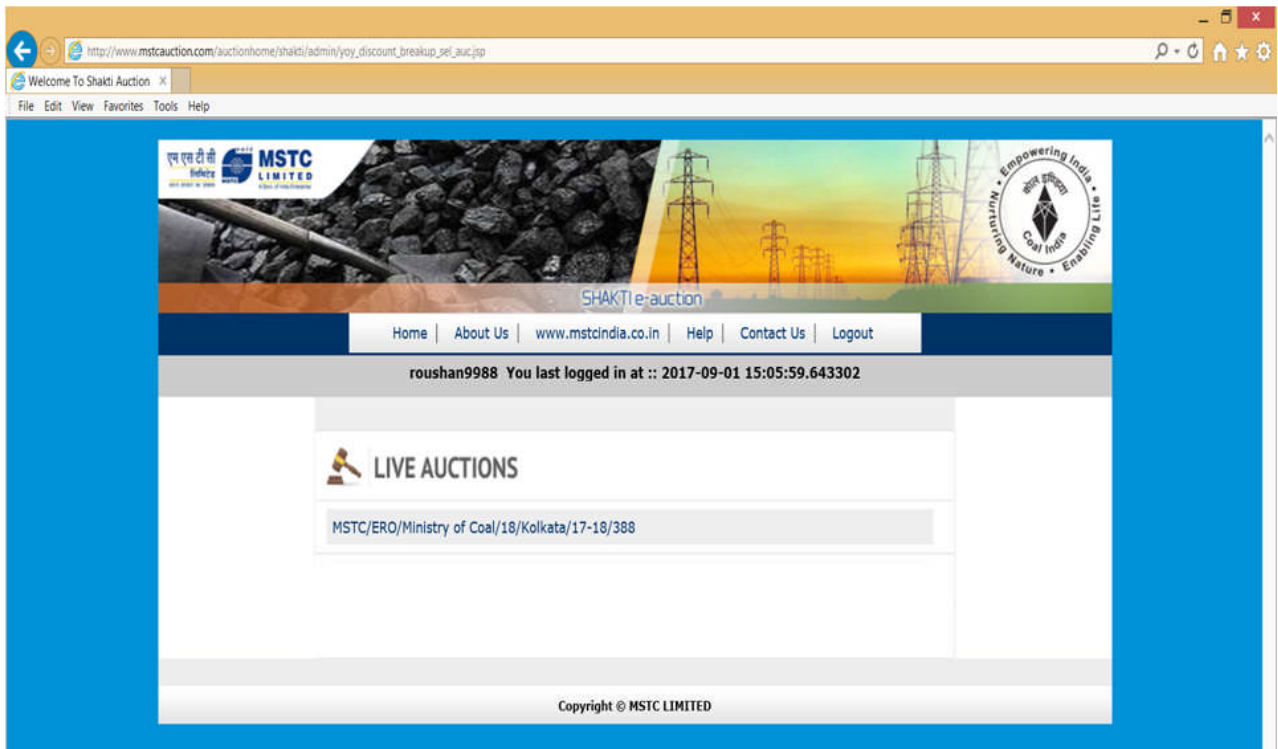 http://www.mstcauction.com/auctionhome/shakti/admin/yoy_discount_breakup_sel_auc.jsp
Welcome To Shakti Auction
File Edit View Favorites Tools Help
एम एस टी सी
लिमिटेड
MSTC
LIMITED
Empowering India
Enabling Life
Nurturing Nature
कोल इण्डिया
Coal India
SHAKTI e-auction
Home | About Us | www.mstcindia.co.in | Help | Contact Us | Logout
roushan9988 You last logged in at :: 2017-09-01 15:05:59.643302
LIVE AUCTIONS
MSTC/ERO/Ministry of Coal/18/Kolkata/17-18/388
Copyright © MSTC LIMITED